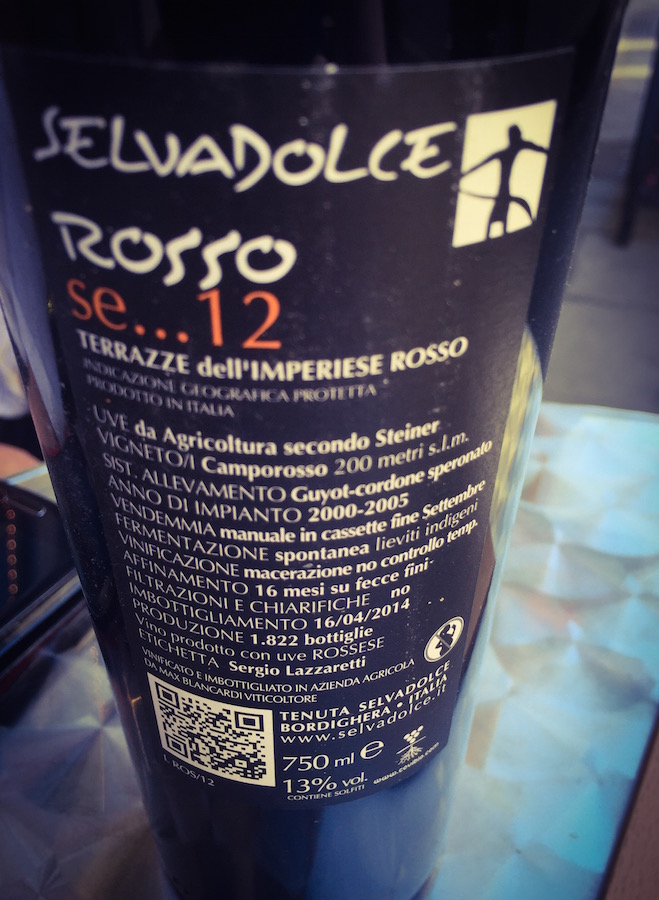 SELVADOLCE
ROSSO
se...12
TERRAZZE dell'IMPERIESE ROSSO
INDICAZIONE GEOGRAFICA PROTETTA
PRODOTTO IN ITALIA
UVE da Agricoltura secondo Steiner
VIGNETO/I Camporosso 200 metri s.l.m.
SIST. ALLEVAMENTO Guyot-cordone speronato
ANNO DI IMPIANTO 2000-2005
VENDEMMIA manuale in cassette fine Settembre
FERMENTAZIONE spontanea lieviti indigeni
VINIFICAZIONE macerazione no controllo temp.
AFFINAMENTO 16 mesi su fecce fini
FILTRAZIONI E CHIARIFICHE no
IMBOTTIGLIAMENTO 16/04/2014
PRODUZIONE 1.822 bottiglie
Vino prodotto con uve ROSSESE
ETICHETTA Sergio Lazzaretti
VINIFICATO E IMBOTTIGLIATO IN AZIENDA AGRICOLA
DA MAX BLANCARDI VITICOLTORE
TENUTA SELVADOLCE
BORDIGHERA • ITALIA
www.selvadolce.it
750 ml e
13% vol.
CONTIENE SOLFITI
L ROS/12